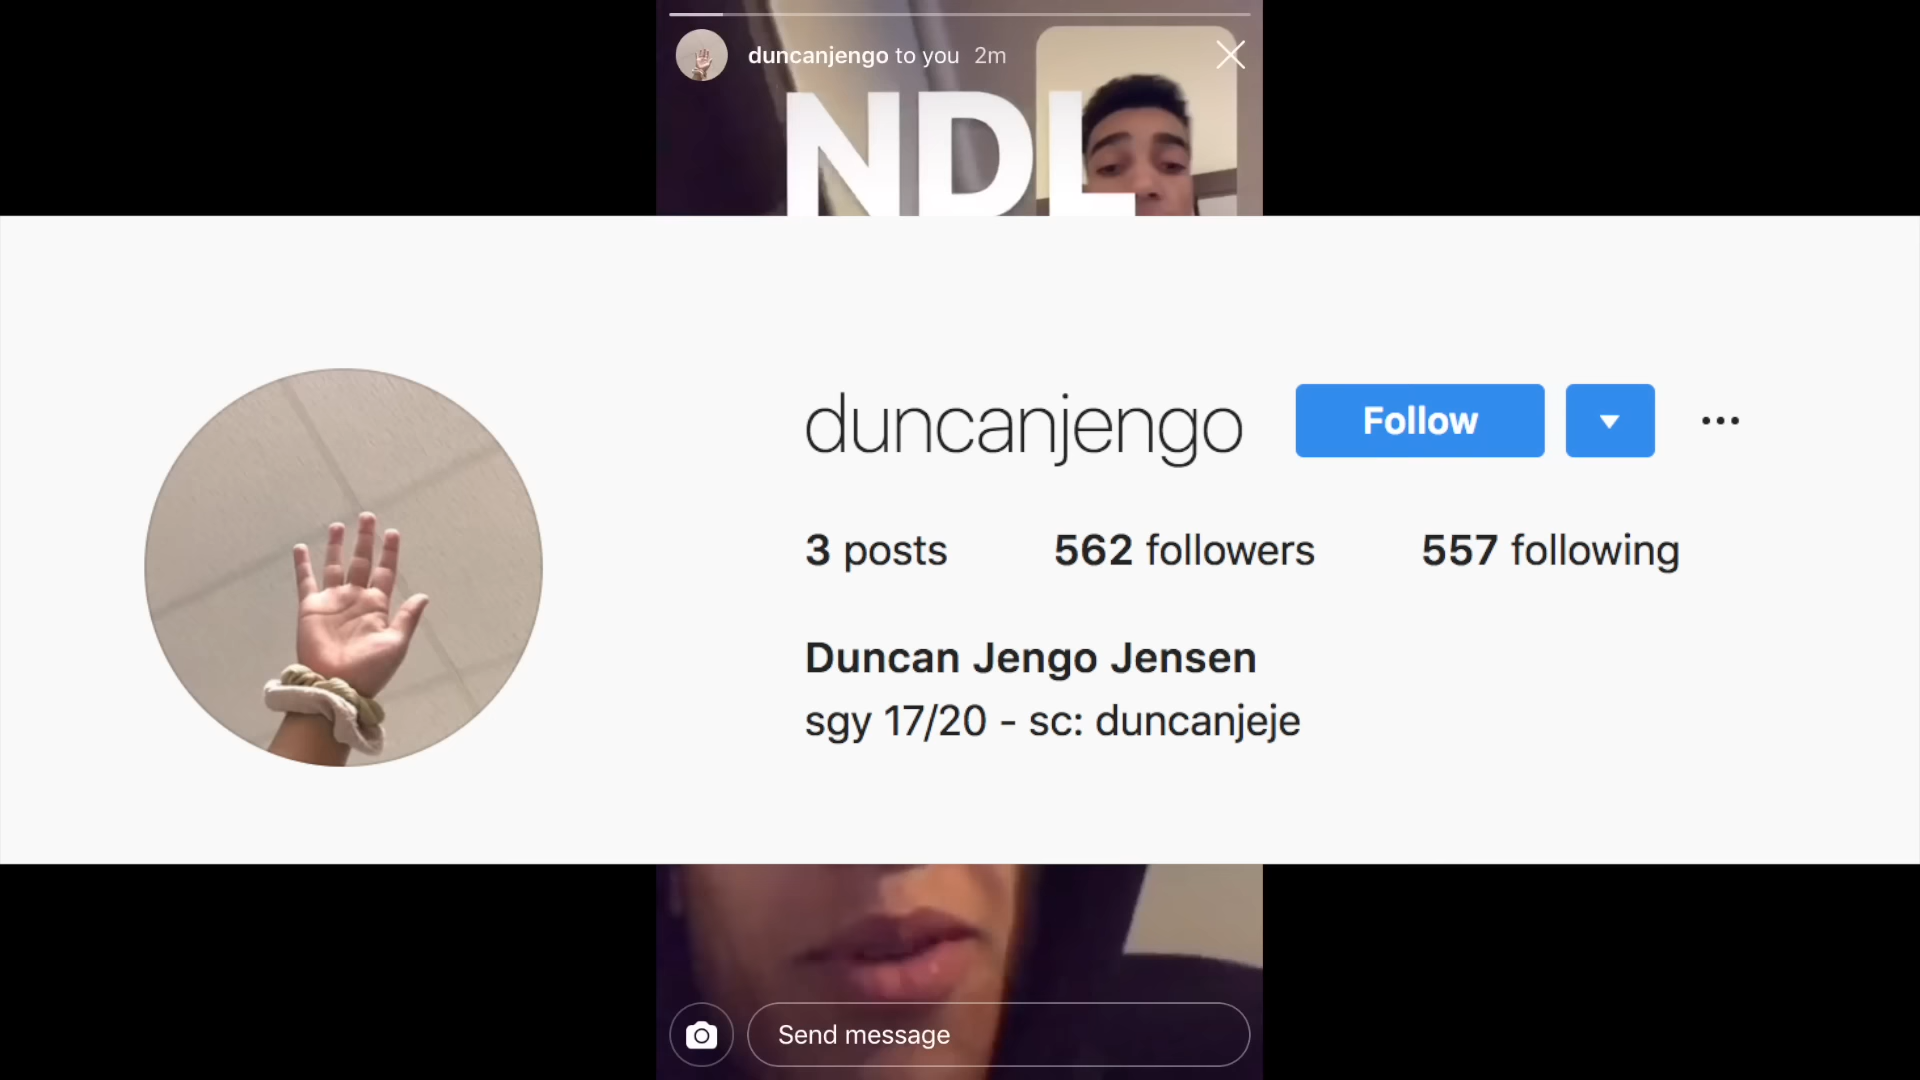 duncanjengo to you 2m
NDL
duncanjengo Follow
3 posts 562 followers 557 following
Duncan Jengo Jensen
sgy 17/20 - sc: duncanjeje
Send message